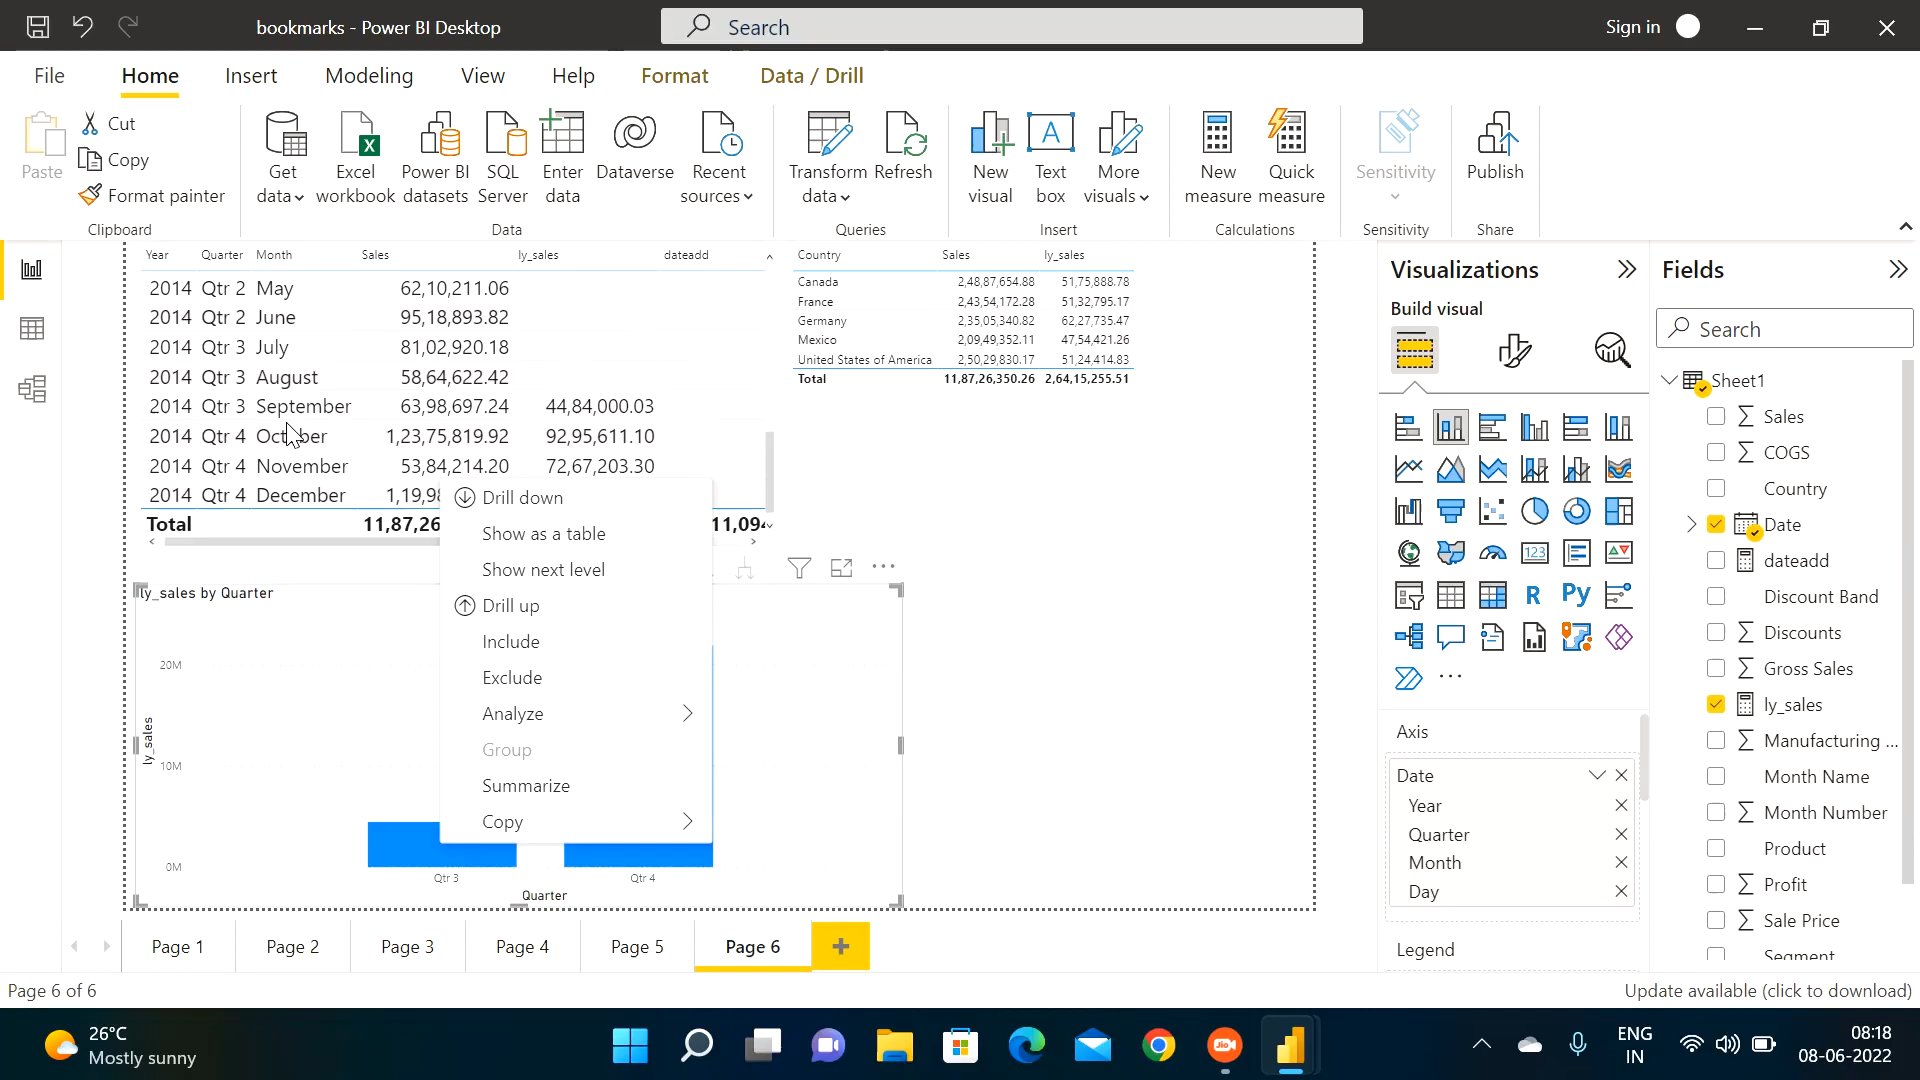 bookmarks - Power BI Desktop
Search
Sign in
File Home Insert Modeling View Help Format Data / Drill
Paste
Cut
Copy
Format painter
Clipboard
Get data
Excel workbook
Power BI datasets
SQL Server
Enter data
Dataverse
Recent sources
Data
Transform data
Refresh
Queries
New visual
Text box
More visuals
Insert
New measure
Quick measure
Calculations
Sensitivity
Sensitivity
Publish
Share
Year Quarter Month Sales ly_sales dateadd
2014 Qtr 2 May 62,10,211.06
2014 Qtr 2 June 95,18,893.82
2014 Qtr 3 July 81,02,920.18
2014 Qtr 3 August 58,64,622.42
2014 Qtr 3 September 63,98,697.24 44,84,000.03
2014 Qtr 4 October 1,23,75,819.92 92,95,611.10
2014 Qtr 4 November 53,84,214.20 72,67,203.30
2014 Qtr 4 December 1,19,98
Total 11,87,26 11,094
Country Sales ly_sales
Canada 2,48,87,654.88 51,75,888.78
France 2,43,54,172.28 51,32,795.17
Germany 2,35,05,340.82 62,27,735.47
Mexico 2,09,49,352.11 47,54,421.26
United States of America 2,50,29,830.17 51,24,414.83
Total 11,87,26,350.26 2,64,15,255.51
Drill down
Show as a table
Show next level
Drill up
Include
Exclude
Analyze
Group
Summarize
Copy
ly_sales by Quarter
20M
10M
0M
ly_sales
Qtr 3 Qtr 4
Quarter
Visualizations
Build visual
123
R
Py
Axis
Date
Year
Quarter
Month
Day
Legend
Fields
Search
Sheet1
Sales
COGS
Country
Date
dateadd
Discount Band
Discounts
Gross Sales
ly_sales
Manufacturing ...
Month Name
Month Number
Product
Profit
Sale Price
Segment
Page 1 Page 2 Page 3 Page 4 Page 5 Page 6
Page 6 of 6
Update available (click to download)
26°C
Mostly sunny
Jio
ENG
IN
08:18
08-06-2022